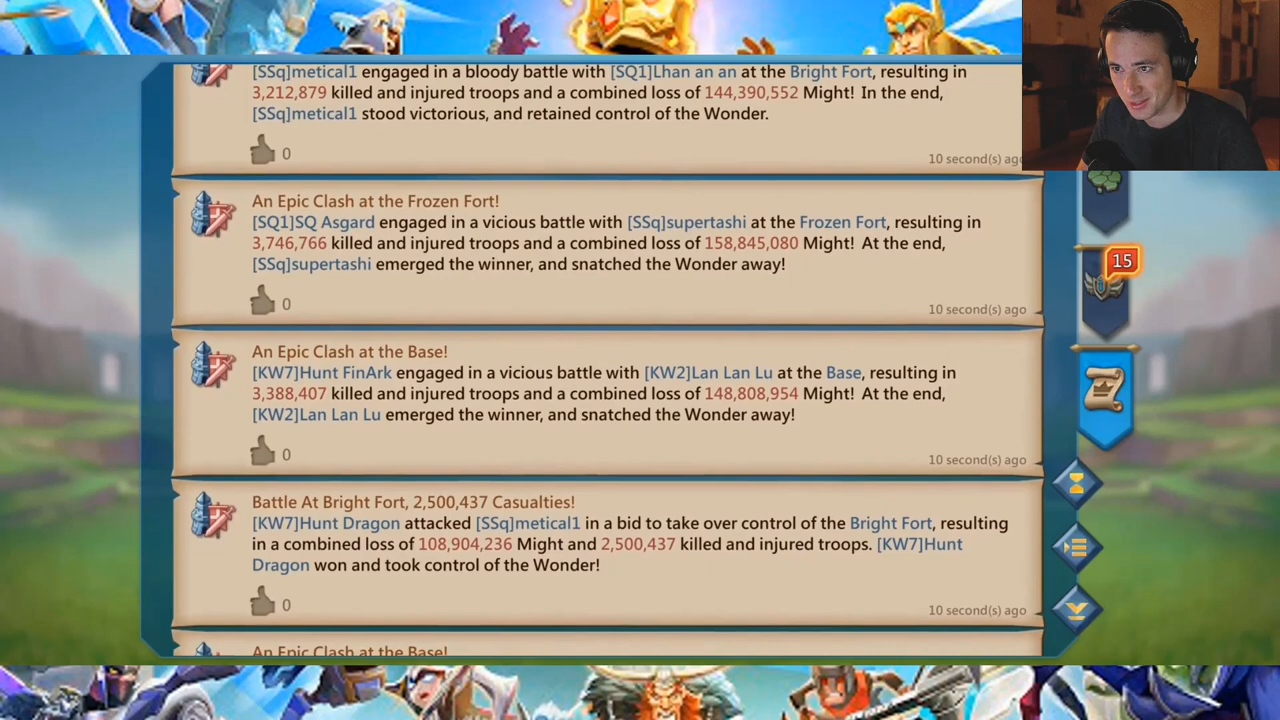 [SSq]metical1 engaged in a bloody battle with [SQ1]Lhan an an at the Bright Fort, resulting in
3,212,879 killed and injured troops and a combined loss of 144,390,552 Might! In the end,
[SSq]metical1 stood victorious, and retained control of the Wonder.
0
10 second(s) ago
An Epic Clash at the Frozen Fort!
[SQ1]SQ Asgard engaged in a vicious battle with [SSq]supertashi at the Frozen Fort, resulting in
3,746,766 killed and injured troops and a combined loss of 158,845,080 Might! At the end,
[SSq]supertashi emerged the winner, and snatched the Wonder away!
0
10 second(s) ago
15
An Epic Clash at the Base!
[KW7]Hunt FinArk engaged in a vicious battle with [KW2]Lan Lan Lu at the Base, resulting in
3,388,407 killed and injured troops and a combined loss of 148,808,954 Might! At the end,
[KW2]Lan Lan Lu emerged the winner, and snatched the Wonder away!
0
10 second(s) ago
Battle At Bright Fort, 2,500,437 Casualties!
[KW7]Hunt Dragon attacked [SSq]metical1 in a bid to take over control of the Bright Fort, resulting
in a combined loss of 108,904,236 Might and 2,500,437 killed and injured troops. [KW7]Hunt
Dragon won and took control of the Wonder!
0
10 second(s) ago
An Epic Clash at the Base!